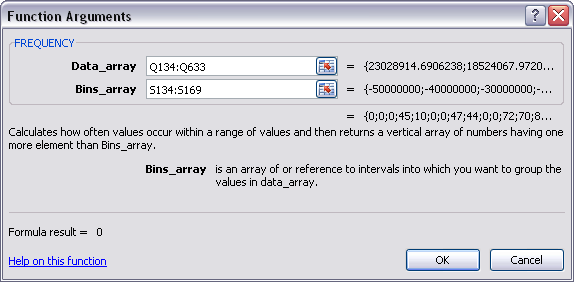 Function Arguments
FREQUENCY
Data_array Q134:Q633 = {23028914.6906238;18524067.9720...
Bins_array S134:S169 = {-50000000;-40000000;-30000000;-...
= {0;0;0;45;10;0;0;47;44;0;0;72;70;8...
Calculates how often values occur within a range of values and then returns a vertical array of numbers having one
more element than Bins_array.
Bins_array is an array of or reference to intervals into which you want to group the
values in data_array.
Formula result = 0
Help on this function
OK Cancel